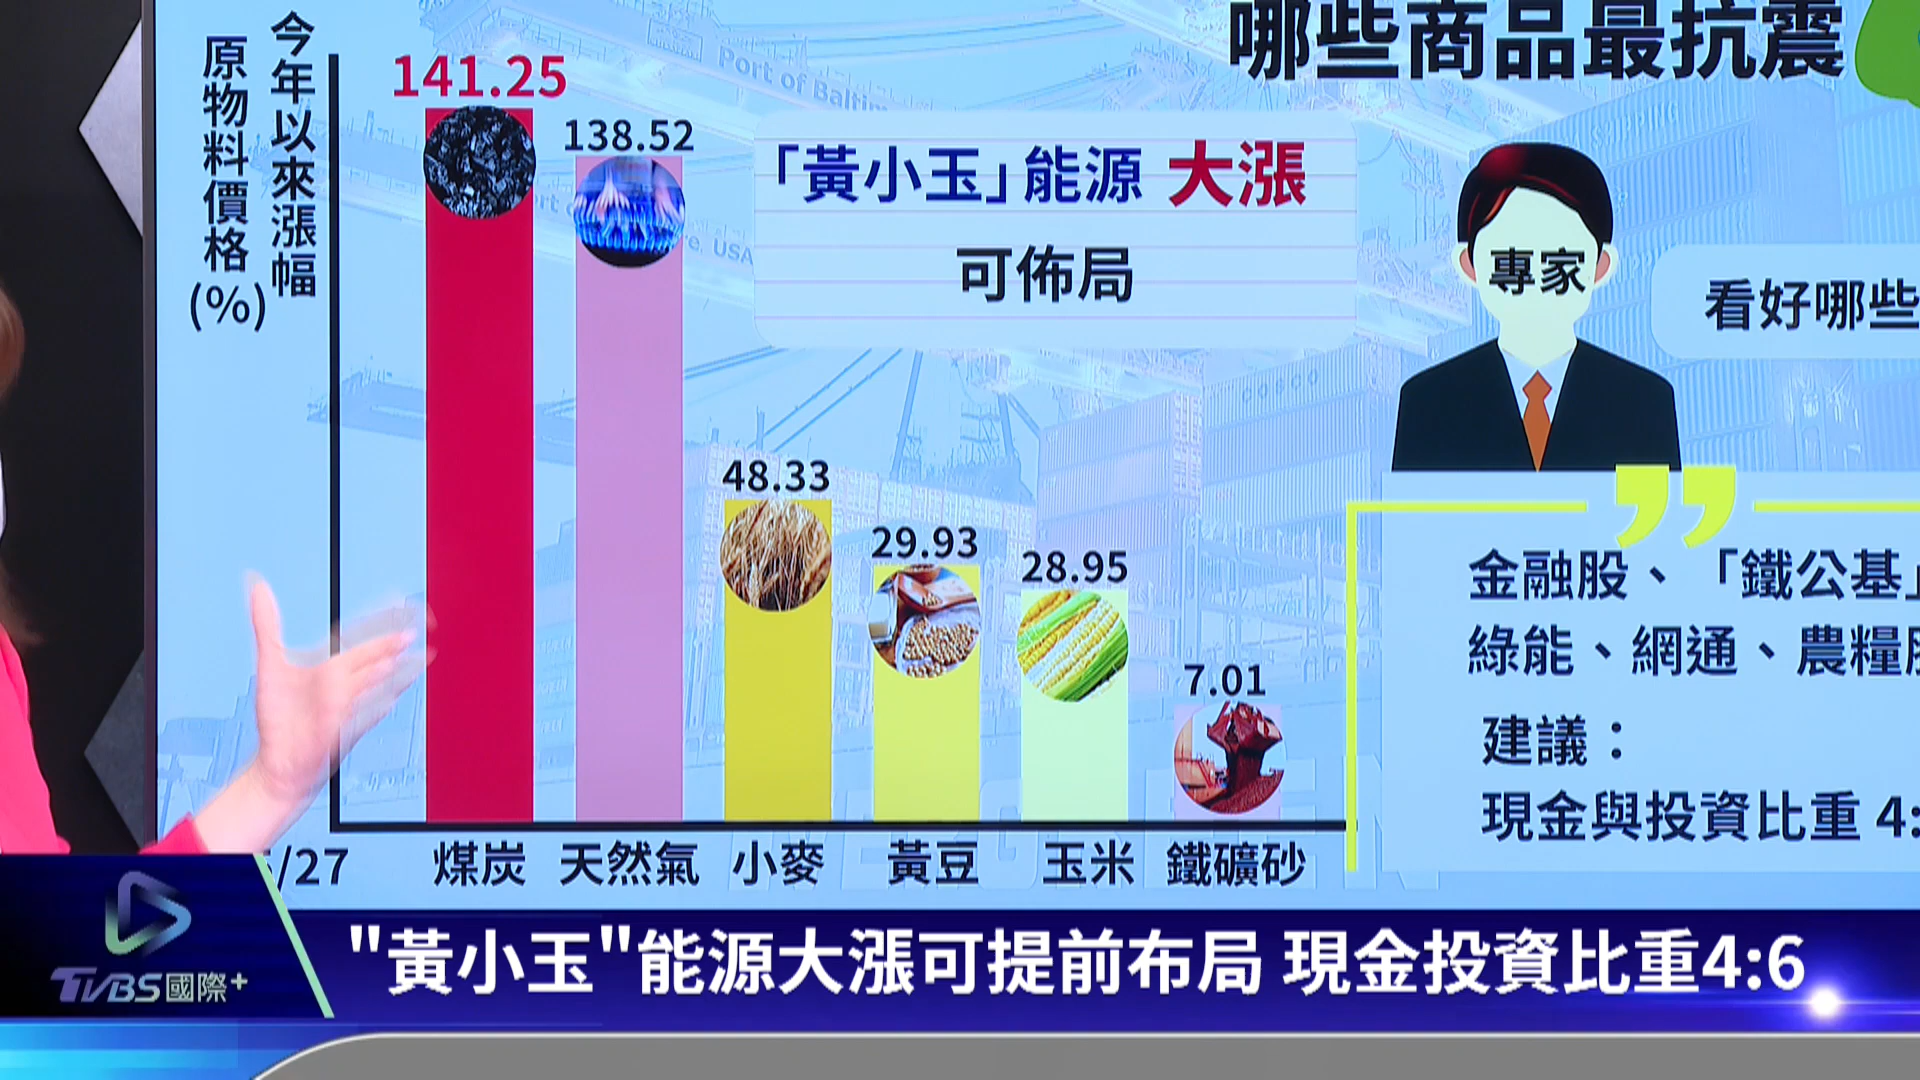 哪些商品最抗震
今年以來漲幅
原物料價格(%)
141.25
138.52
48.33
29.93
28.95
7.01
「黃小玉」能源 大漲
可佈局
專家
看好哪些
金融股、「鐵公基」
綠能、網通、農糧
建議：
現金與投資比重 4:
/27
煤炭
天然氣
小麥
黃豆
玉米
鐵礦砂
Port of Baltim
USA
COSCO
"黃小玉"能源大漲可提前布局 現金投資比重4:6
TVBS國際+